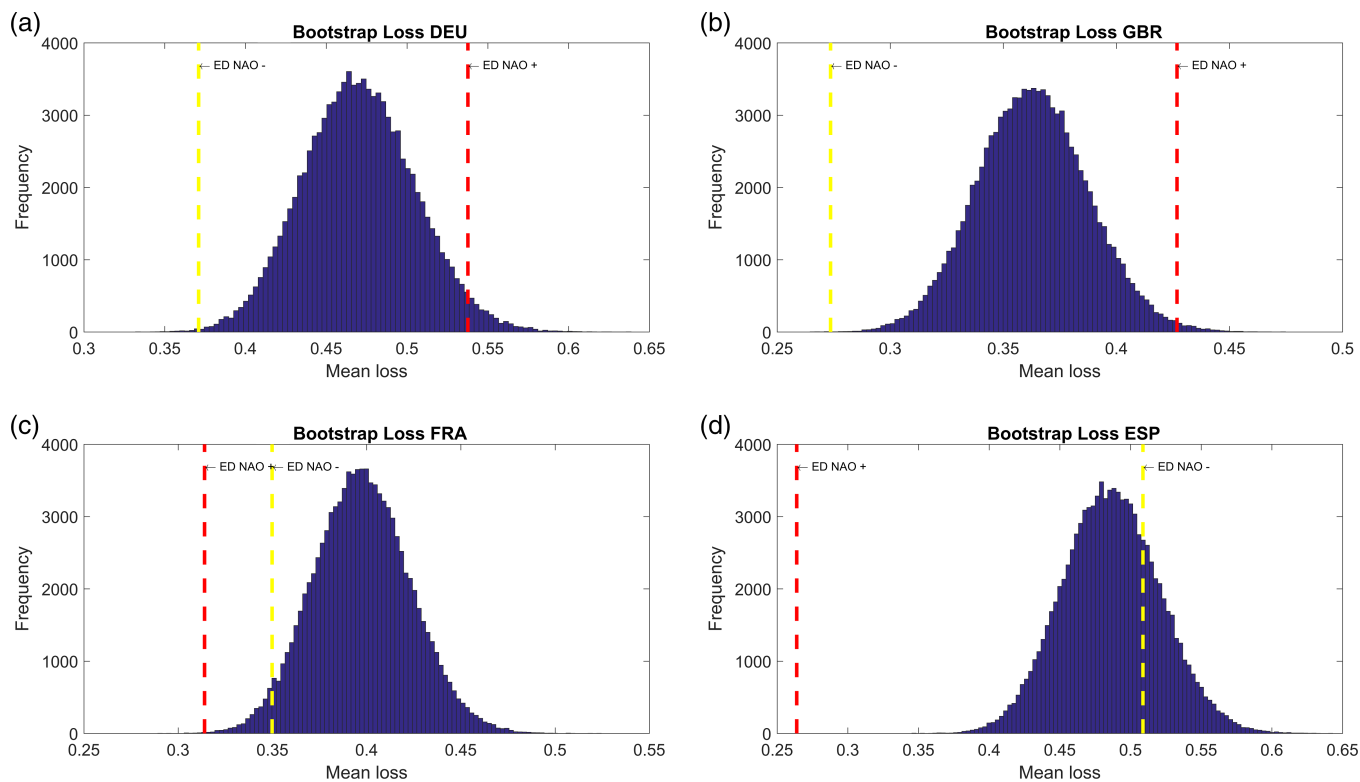 (a)
Bootstrap Loss DEU
4000
3000
2000
1000
0
Frequency
← ED NAO -
← ED NAO +
0.3 0.35 0.4 0.45 0.5 0.55 0.6 0.65
Mean loss
(b)
Bootstrap Loss GBR
4000
3000
2000
1000
0
Frequency
← ED NAO -
← ED NAO +
0.25 0.3 0.35 0.4 0.45 0.5
Mean loss
(c)
Bootstrap Loss FRA
4000
3000
2000
1000
0
Frequency
← ED NAO +
← ED NAO -
0.25 0.3 0.35 0.4 0.45 0.5 0.55
Mean loss
(d)
Bootstrap Loss ESP
4000
3000
2000
1000
0
Frequency
← ED NAO +
← ED NAO -
0.25 0.3 0.35 0.4 0.45 0.5 0.55 0.6 0.65
Mean loss